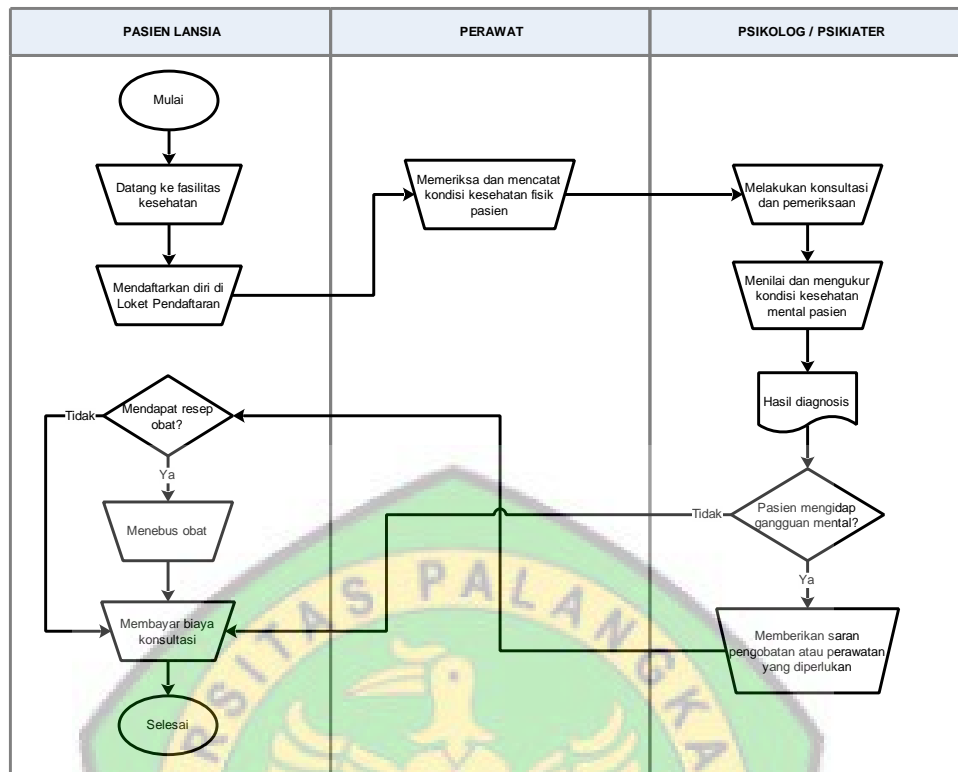 PASIEN LANSIA
PERAWAT
PSIKOLOG / PSIKIATER
Mulai
Datang ke fasilitas
kesehatan
Mendaftarkan diri di
Loket Pendaftaran
Memeriksa dan mencatat
kondisi kesehatan fisik
pasien
Melakukan konsultasi
dan pemeriksaan
Menilai dan mengukur
kondisi kesehatan
mental pasien
Hasil diagnosis
Pasien mengidap
gangguan mental?
Tidak
Ya
Memberikan saran
pengobatan atau perawatan
yang diperlukan
Mendapat resep
obat?
Tidak
Ya
Menebus obat
Membayar biaya
konsultasi
Selesai
RSITAS PALANGKA